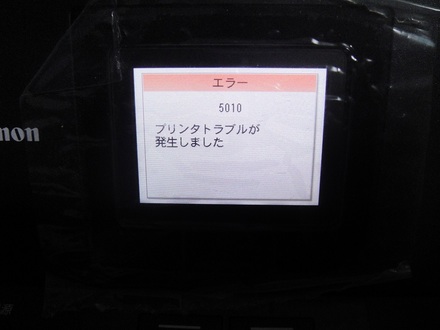 エラー
5010
プリンタトラブルが
発生しました
non